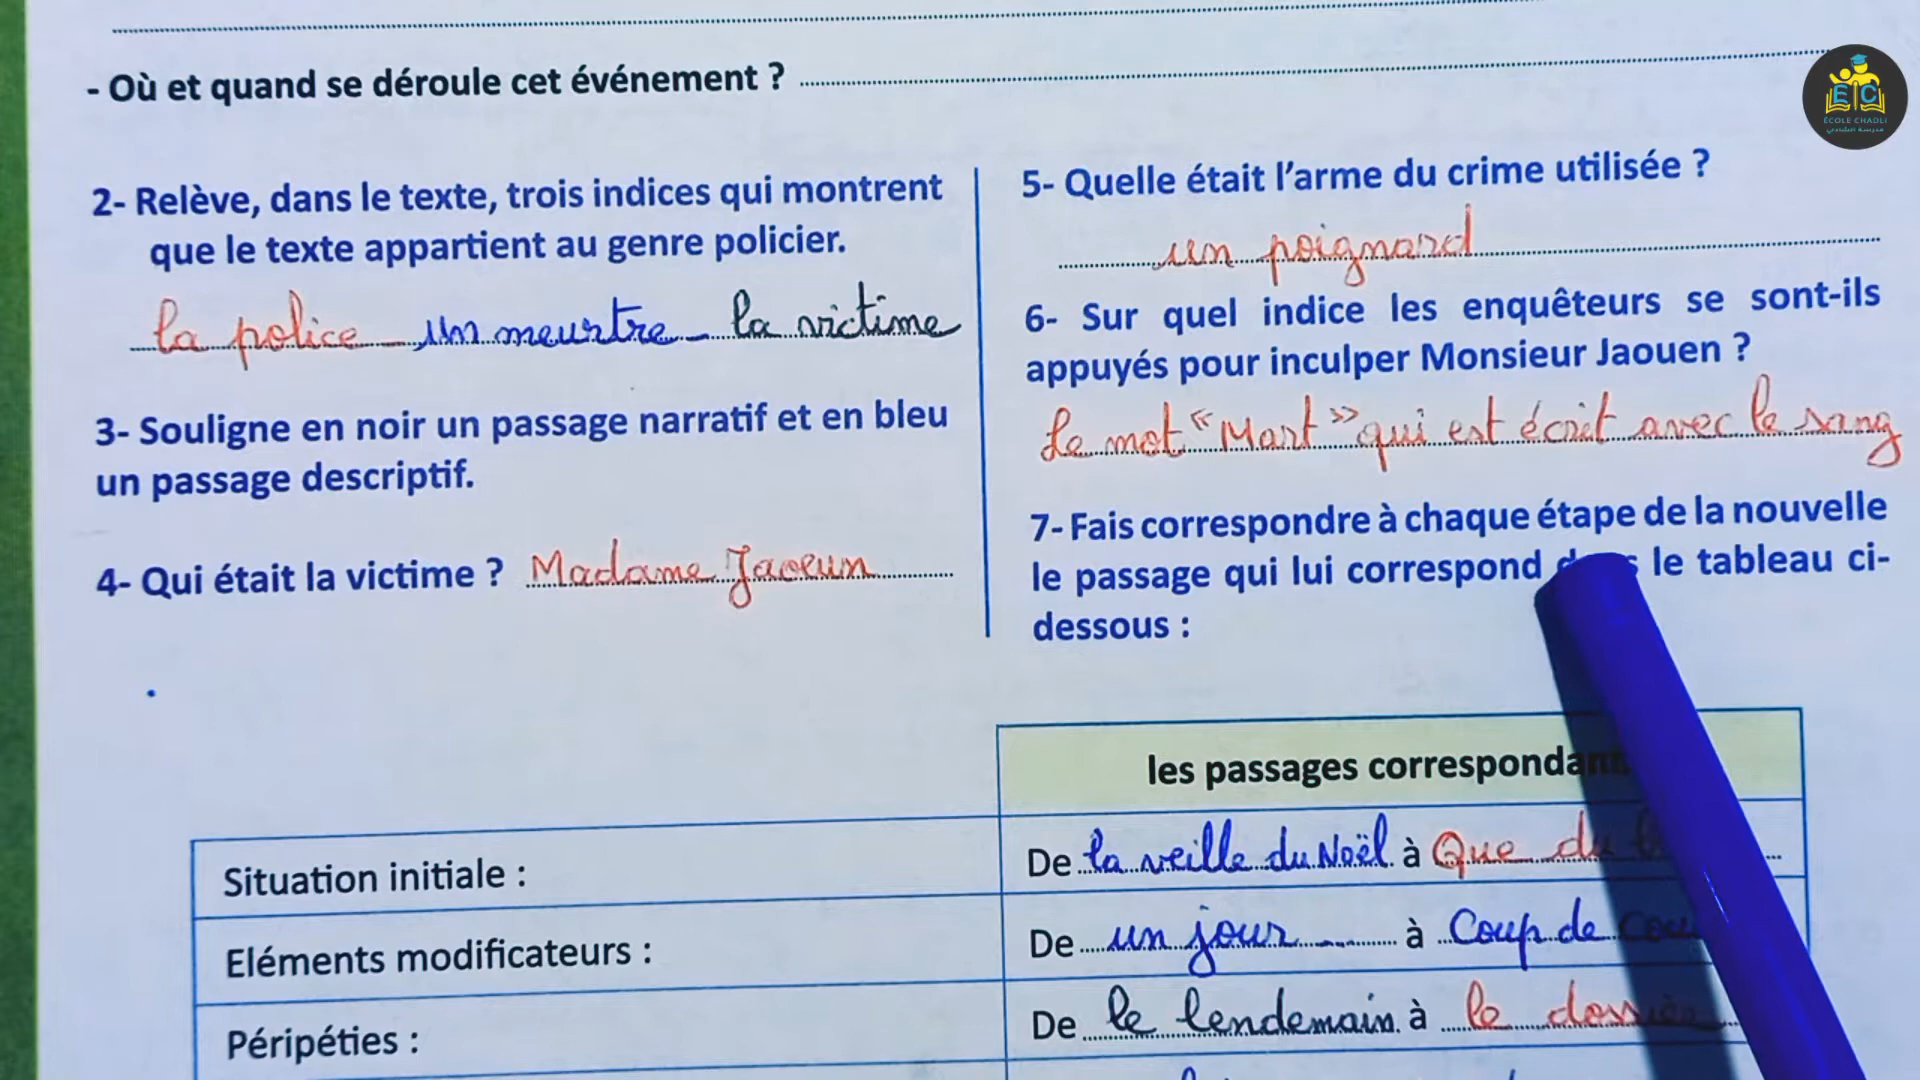 - Où et quand se déroule cet événement ?
ÉCOLE CHADLI
2- Relève, dans le texte, trois indices qui montrent
que le texte appartient au genre policier.
la police - un meurtre - la victime
3- Souligne en noir un passage narratif et en bleu
un passage descriptif.
4- Qui était la victime ? Madame Jaoeun
5- Quelle était l'arme du crime utilisée ?
un poignard
6- Sur quel indice les enquêteurs se sont-ils
appuyés pour inculper Monsieur Jaouen ?
Le mot "Mart" qui est écrit avec le sang
7- Fais correspondre à chaque étape de la nouvelle
le passage qui lui correspond le tableau ci-
dessous :
les passages
Situation initiale :
De la veille du Noël à Que du
Eléments modificateurs :
De un jour à Coup de
Péripéties :
De le lendemain à le